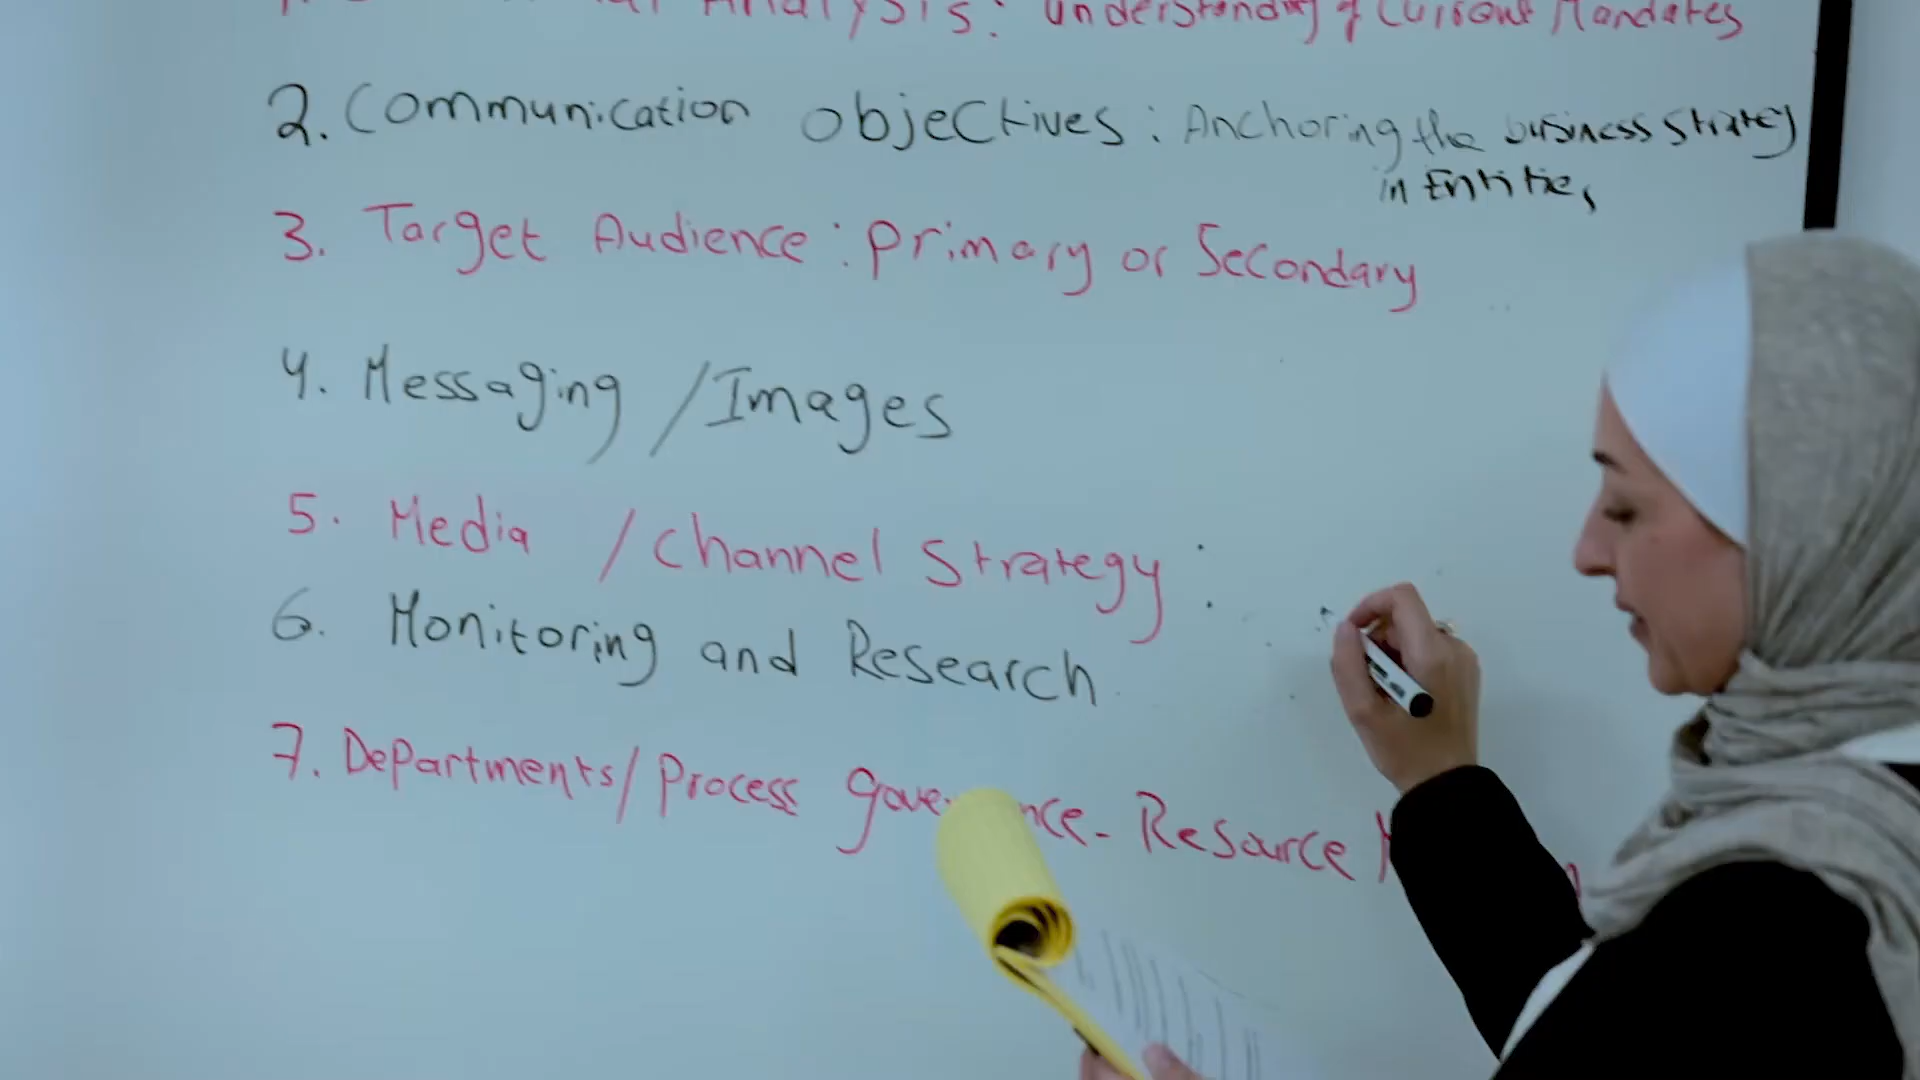 Analysis: Understanding of Current Mandates
2. Communication Objectives: Anchoring the business Strategy
in Entities
3. Target Audience: Primary or Secondary
4. Messaging / Images
5. Media / Channel Strategy:
6. Monitoring and Research
7. Departments/Process Resource